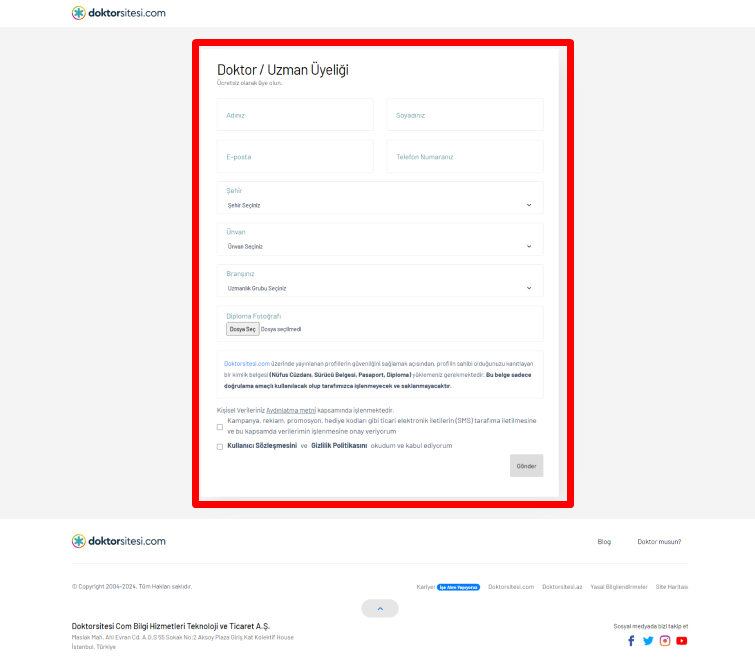 doktorsitesi.com
Doktor / Uzman Üyeliği
Ücretsiz olarak üye olun.
Adınız
Soyadınız
E-posta
Telefon Numaranız
Şehir
Şehir Seçiniz
Ünvan
Ünvan Seçiniz
Branşınız
Uzmanlık Grubu Seçiniz
Diploma Fotoğrafı
Dosya Seç Dosya seçilmedi
Doktorsitesi.com üzerinde yayınlanan profillerin güvenliğini sağlamak açısından, profilin sahibi olduğunuzu kanıtlayan
bir kimlik belgesi (Nüfus Cüzdanı, Sürücü Belgesi, Pasaport, Diploma) yüklemeniz gerekmektedir. Bu belge sadece
doğrulama amaçlı kullanılacak olup tarafımızca işlenmeyecek ve saklanmayacaktır.
Kişisel Verileriniz Aydınlatma metni kapsamında işlenmektedir.
Kampanya, reklam, promosyon, hediye kodları gibi ticari elektronik iletilerin (SMS) tarafıma iletilmesine
ve bu kapsamda verilerimin işlenmesine onay veriyorum
Kullanıcı Sözleşmesini ve Gizlilik Politikasını okudum ve kabul ediyorum
Gönder
doktorsitesi.com
Blog
Doktor musun?
© Copyright 2004-2024. Tüm Hakları saklıdır.
Kariyer İşe Alım Yapıyoruz Doktorsitesi.com Doktorsitesi.az Yasal Bilgilendirmeler Site Haritası
Doktorsitesi Com Bilgi Hizmetleri Teknoloji ve Ticaret A.Ş.
Sosyal medyada bizi takip et
Maslak Mah. Ahi Evran Cd. A.O.S 55.Sokak No:2 Aksoy Plaza Giriş Kat Kolektif House
İstanbul, Türkiye